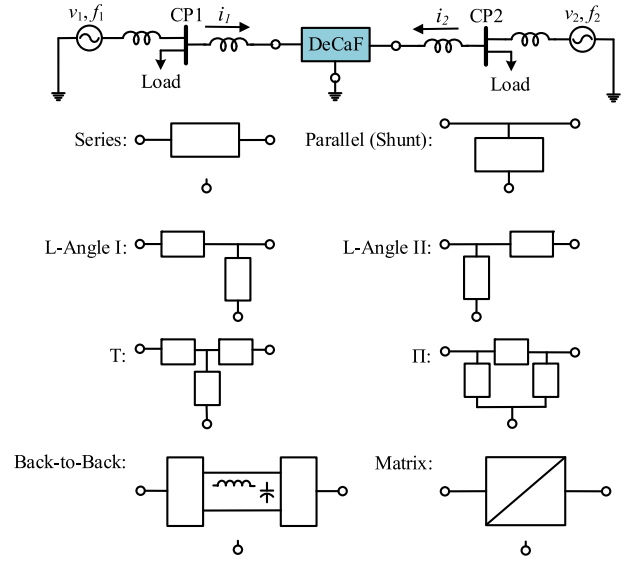 v1, f1 CP1 i1 DeCaF i2 CP2 v2, f2
Load Load
Series: Parallel (Shunt):
L-Angle I: L-Angle II:
T: Π:
Back-to-Back: Matrix: